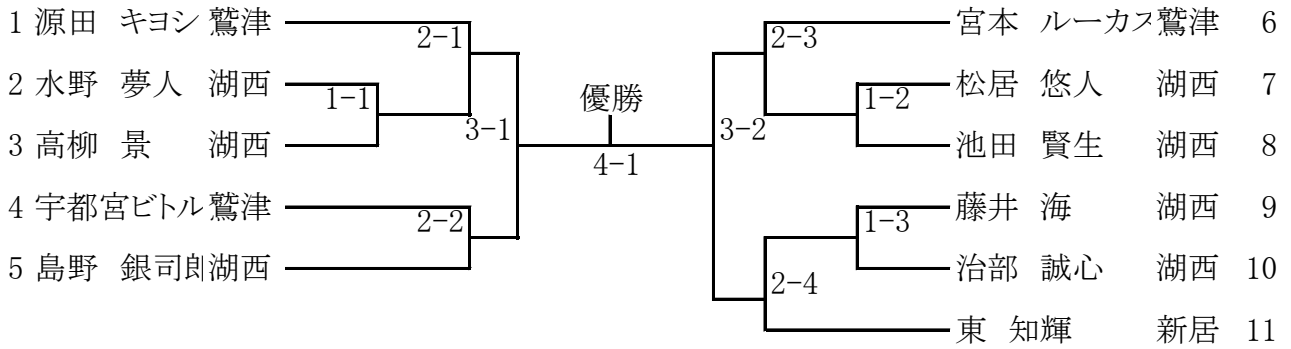 1 源田 キヨシ 鷲津
2-1
2 水野 夢人 湖西
1-1
3 高柳 景 湖西
3-1
4 宇都宮ビトル 鷲津
2-2
5 島野 銀司郎 湖西
優勝
4-1
宮本 ルーカス 鷲津 6
2-3
松居 悠人 湖西 7
1-2
池田 賢生 湖西 8
3-2
藤井 海 湖西 9
1-3
治部 誠心 湖西 10
2-4
東 知輝 新居 11